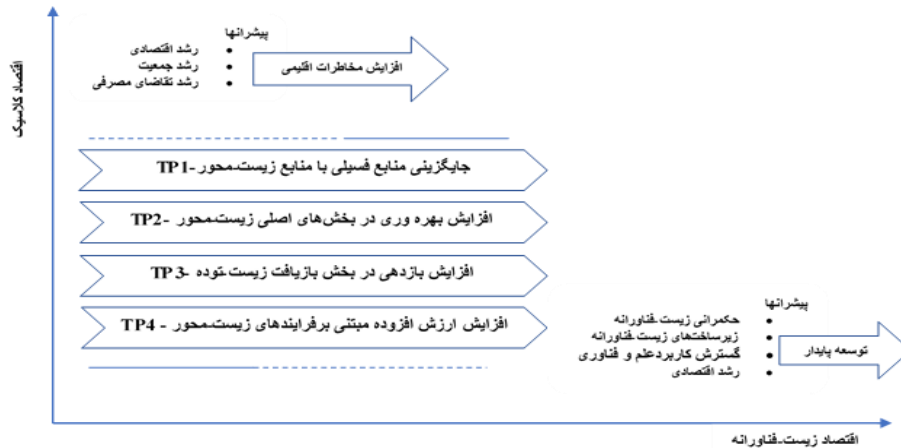 اقتصاد کلاسیک
پیشرانها
• رشد اقتصادی
• رشد جمعیت
• رشد تقاضای مصرفی
افزایش مخاطرات اقلیمی
TP1- جایگزینی منابع فسیلی با منابع زیست-محور
TP2- افزایش بهره وری در بخش‌های اصلی زیست-محور
TP3- افزایش بازدهی در بخش بازیافت زیست-توده
TP4 - افزایش ارزش افزوده مبتنی برفرایندهای زیست-محور
پیشرانها
• حکمرانی زیست-فناورانه
• زیرساخت‌های زیست-فناورانه
• گسترش کاربردعلم و فناوری
• رشد اقتصادی
توسعه پایدار
اقتصاد زیست-فناورانه